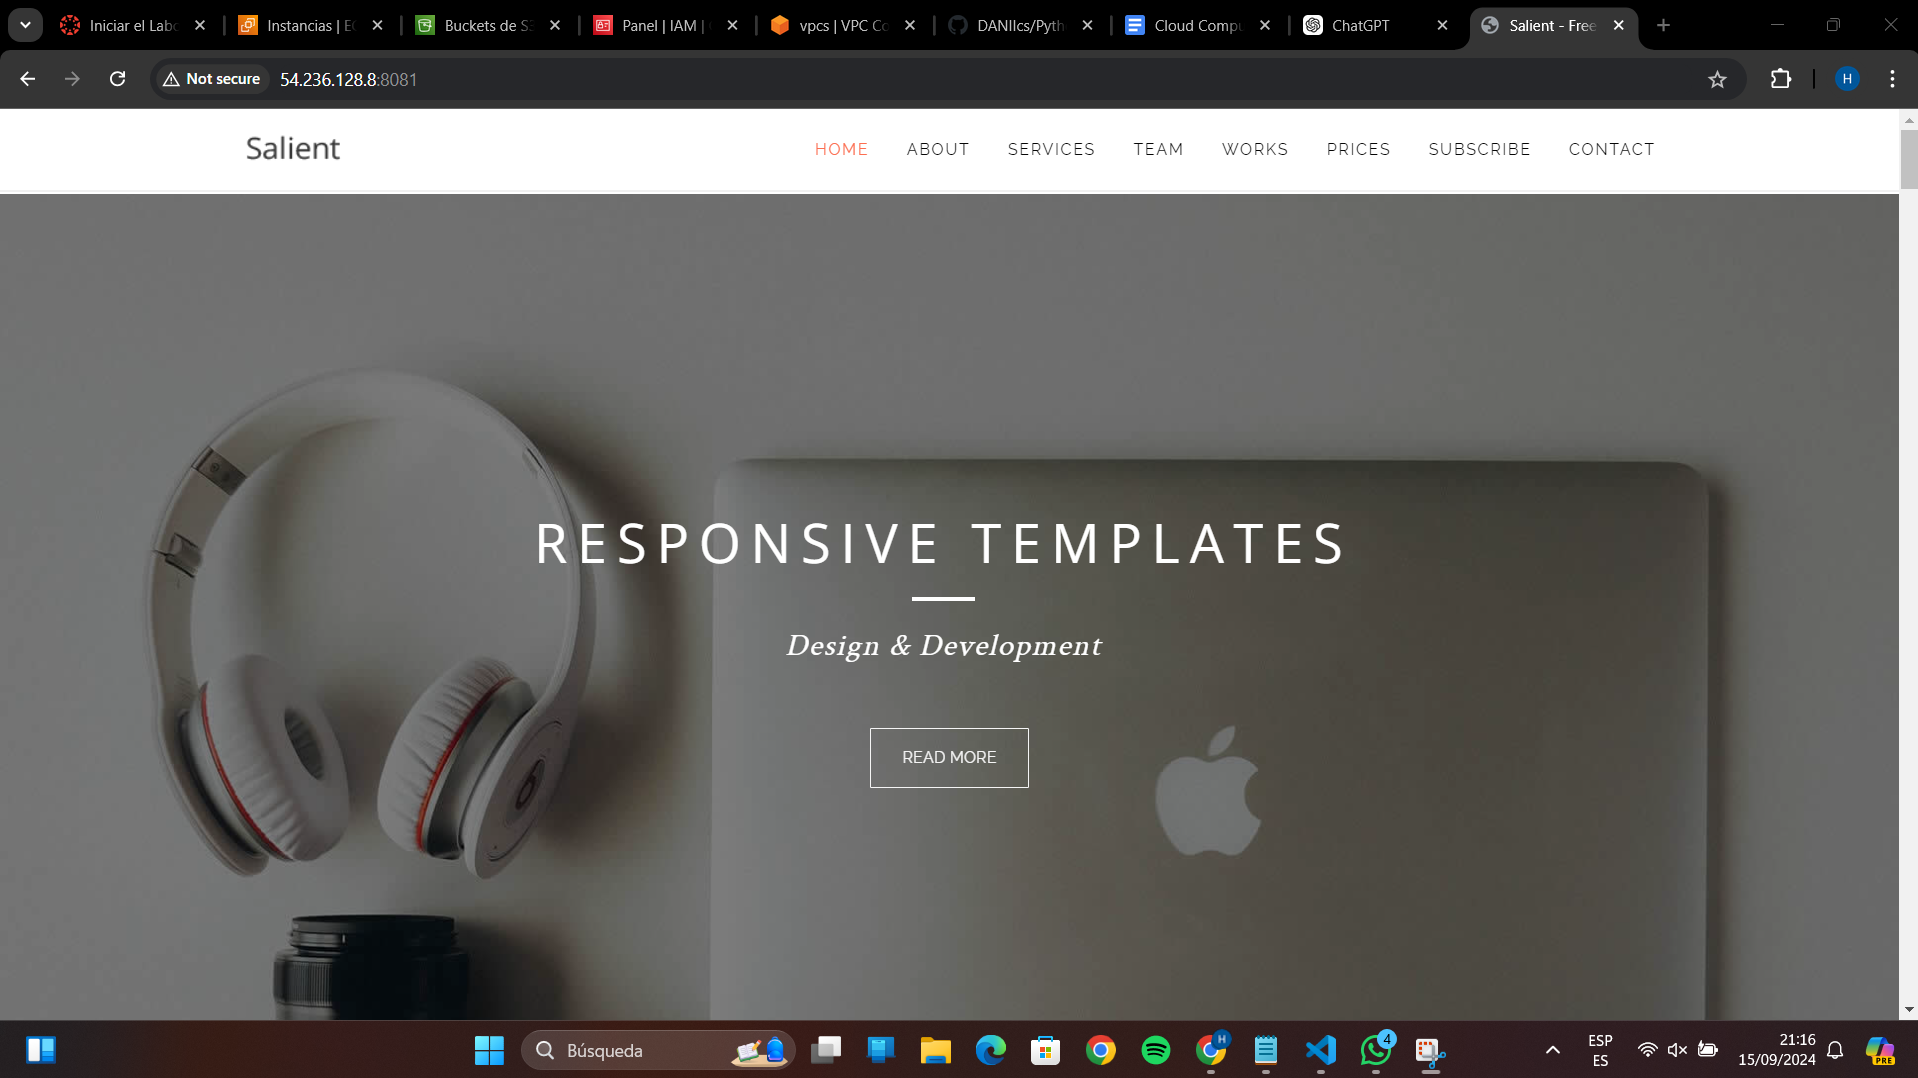 Iniciar el Labo
Instancias | EC
Buckets de S3
Panel | IAM |
vpcs | VPC Co
DANIIcs/Pyth
Cloud Compu
ChatGPT
Salient - Free
Not secure
54.236.128.8:8081
H
Salient
HOME
ABOUT
SERVICES
TEAM
WORKS
PRICES
SUBSCRIBE
CONTACT
RESPONSIVE TEMPLATES
Design & Development
READ MORE
Búsqueda
H
4
ESP
ES
21:16
15/09/2024
PRE